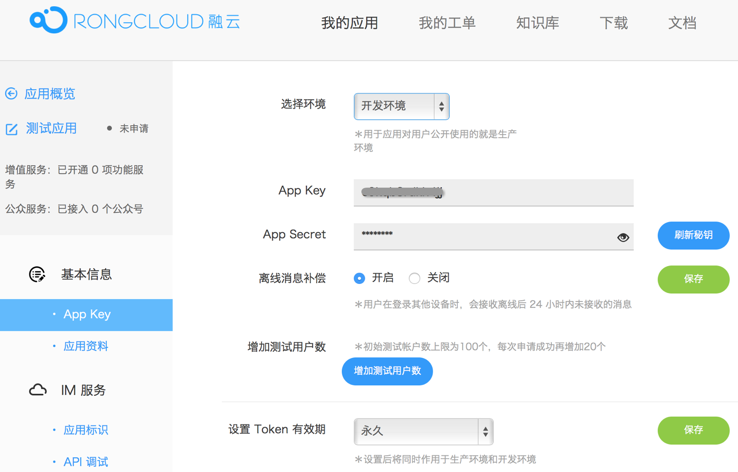 RONGCLOUD 融云
我的应用 我的工单 知识库 下载 文档
应用概览
测试应用 未申请
增值服务：已开通 0 项功能服
务
公众服务：已接入 0 个公众号
基本信息
· App Key
· 应用资料
IM 服务
· 应用标识
· API 调试
选择环境 开发环境
＊用于应用对用户公开使用的就是生产
环境
App Key
App Secret ******** 刷新秘钥
离线消息补偿 开启 关闭 保存
＊用户在登录其他设备时，会接收离线后 24 小时内未接收的消息
增加测试用户数 ＊初始测试帐户数上限为100个，每次申请成功再增加20个
增加测试用户数
设置 Token 有效期 永久 保存
＊设置后将同时作用于生产环境和开发环境